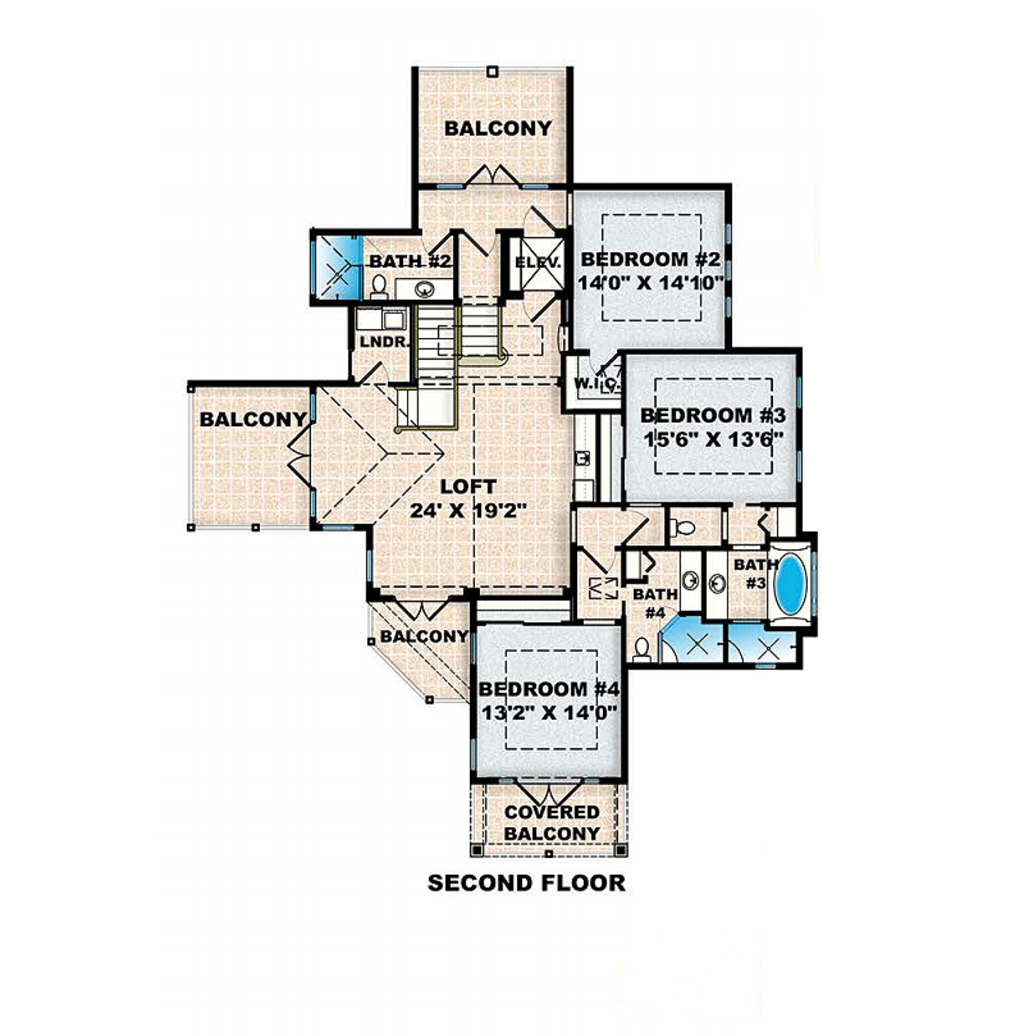 BALCONY
BEDROOM #2
14'0" X 14'10"
BATH #2
ELEV.
LNDR.
W.I.C.
BALCONY
BEDROOM #3
15'6" X 13'6"
LOFT
24' X 19'2"
BATH
#3
BATH
#4
BALCONY
BEDROOM #4
13'2" X 14'0"
COVERED
BALCONY
SECOND FLOOR